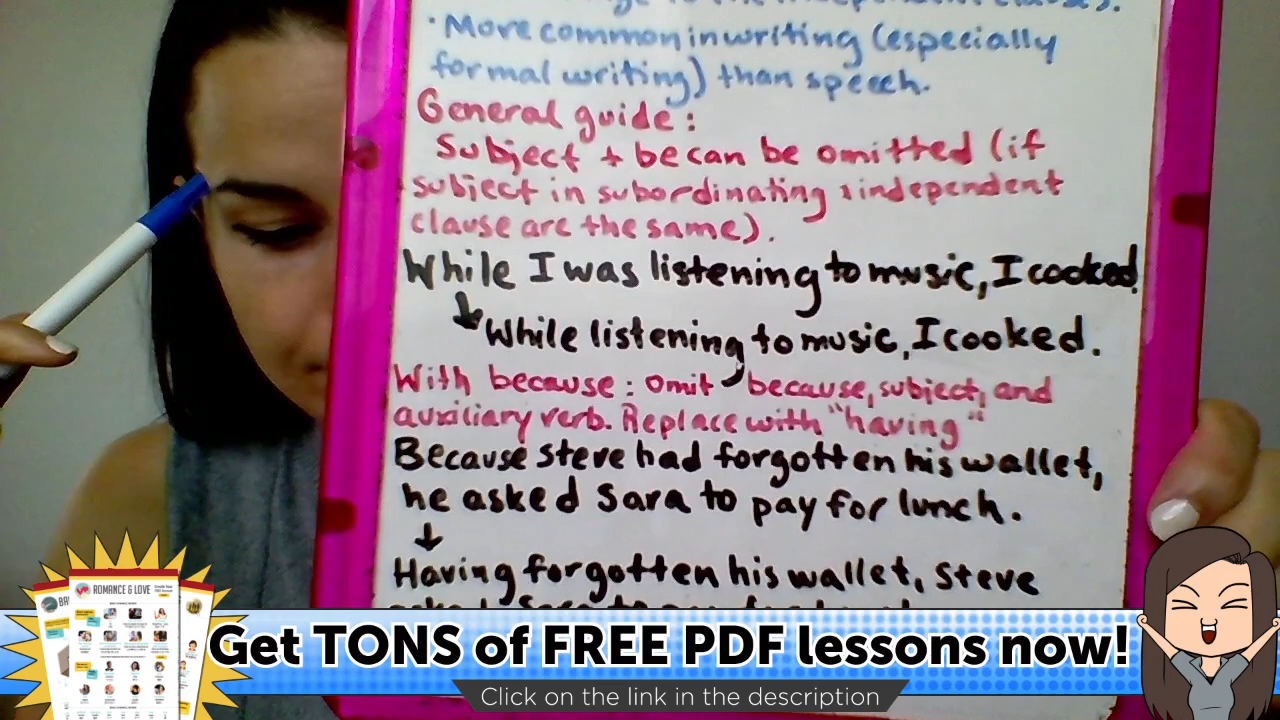 to the independent clause).
· More common in writing (especially
formal writing) than speech.
General guide:
Subject + be can be omitted (if
subject in subordinating & independent
clause are the same).
While I was listening to music, I cooked.
While listening to music, I cooked.
With because: omit because, subject, and
auxiliary verb. Replace with "having"
Because Steve had forgotten his wallet,
he asked Sara to pay for lunch.
Having forgotten his wallet, Steve
ROMANCE & LOVE
Get TONS of FREE PDF lessons now!
Click on the link in the description